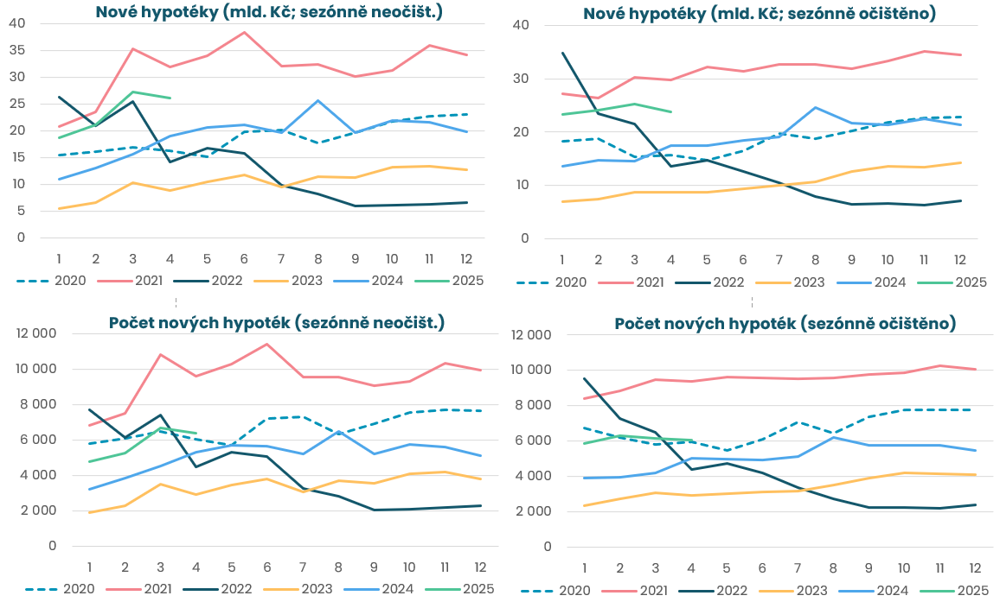 Nové hypotéky (mld. Kč; sezónně neočišt.)
40
35
30
25
20
15
10
5
0
1 2 3 4 5 6 7 8 9 10 11 12
2020 2021 2022 2023 2024 2025
Nové hypotéky (mld. Kč; sezónně očištěno)
40
30
20
10
0
1 2 3 4 5 6 7 8 9 10 11 12
2020 2021 2022 2023 2024 2025
Počet nových hypoték (sezónně neočišt.)
12 000
10 000
8 000
6 000
4 000
2 000
0
1 2 3 4 5 6 7 8 9 10 11 12
2020 2021 2022 2023 2024 2025
Počet nových hypoték (sezónně očištěno)
12 000
10 000
8 000
6 000
4 000
2 000
0
1 2 3 4 5 6 7 8 9 10 11 12
2020 2021 2022 2023 2024 2025